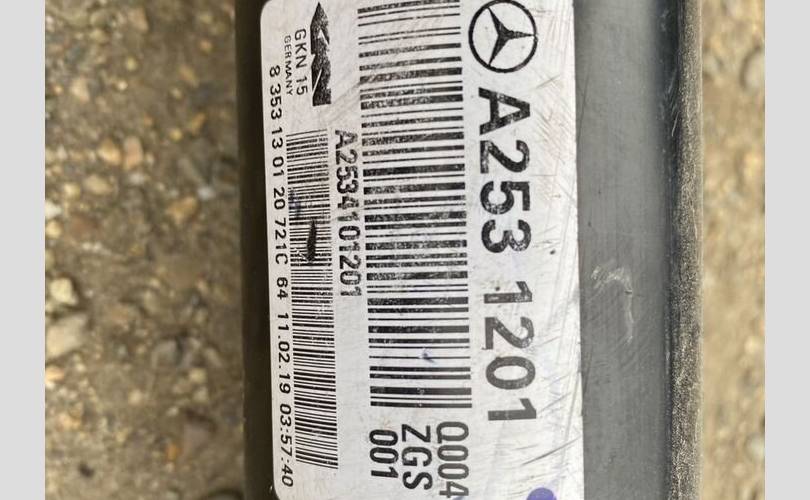 A253 1201
Q004
ZGS
001
A2534101201
GKN 15
GERMANY
8 353 13 01 20 721C 64 11.02.19 03:57:40